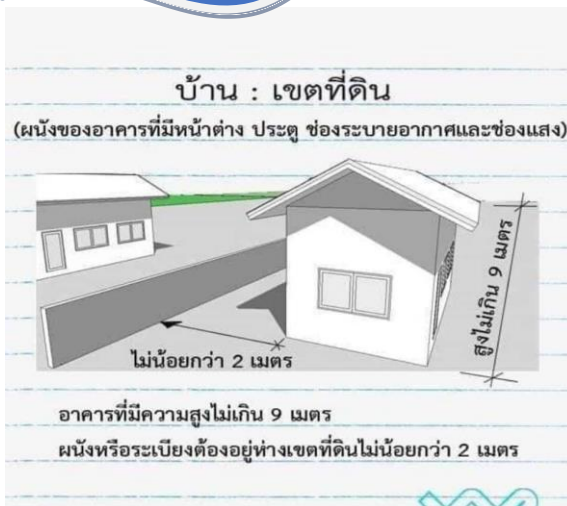 บ้าน : เขตที่ดิน
(ผนังของอาคารที่มีหน้าต่าง ประตู ช่องระบายอากาศและช่องแสง)
สูงไม่เกิน 9 เมตร
ไม่น้อยกว่า 2 เมตร
อาคารที่มีความสูงไม่เกิน 9 เมตร
ผนังหรือระเบียงต้องอยู่ห่างเขตที่ดินไม่น้อยกว่า 2 เมตร